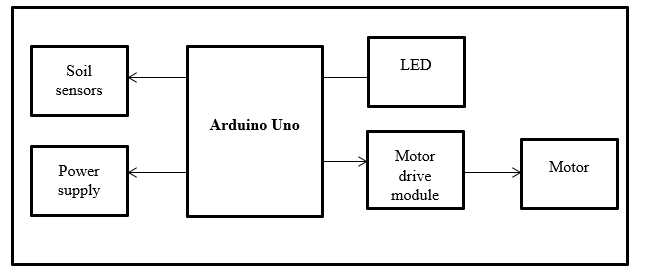 Soil
sensors
LED
Arduino Uno
Power
supply
Motor
drive
module
Motor